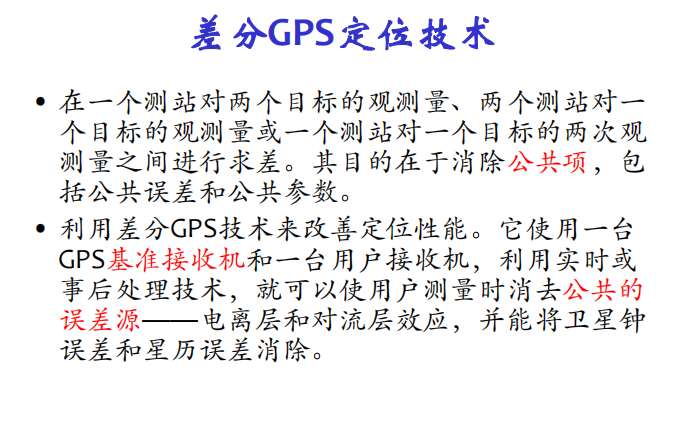 差分GPS定位技术
• 在一个测站对两个目标的观测量、两个测站对一
个目标的观测量或一个测站对一个目标的两次观
测量之间进行求差。其目的在于消除公共项，包
括公共误差和公共参数。
• 利用差分GPS技术来改善定位性能。它使用一台
GPS基准接收机和一台用户接收机，利用实时或
事后处理技术，就可以使用户测量时消去公共的
误差源——电离层和对流层效应，并能将卫星钟
误差和星历误差消除。